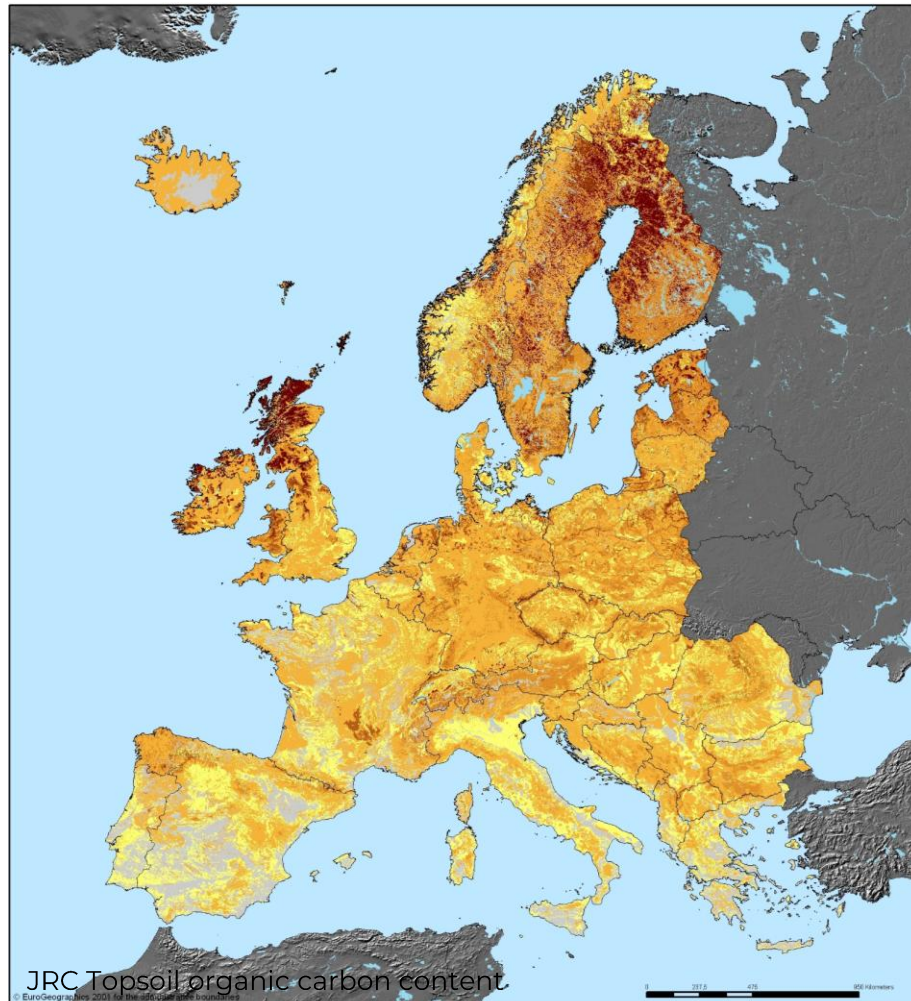 JRC Topsoil organic carbon content
© EuroGeographics 2001 for the administrative boundaries
0 237,5 475 950 Kilometers